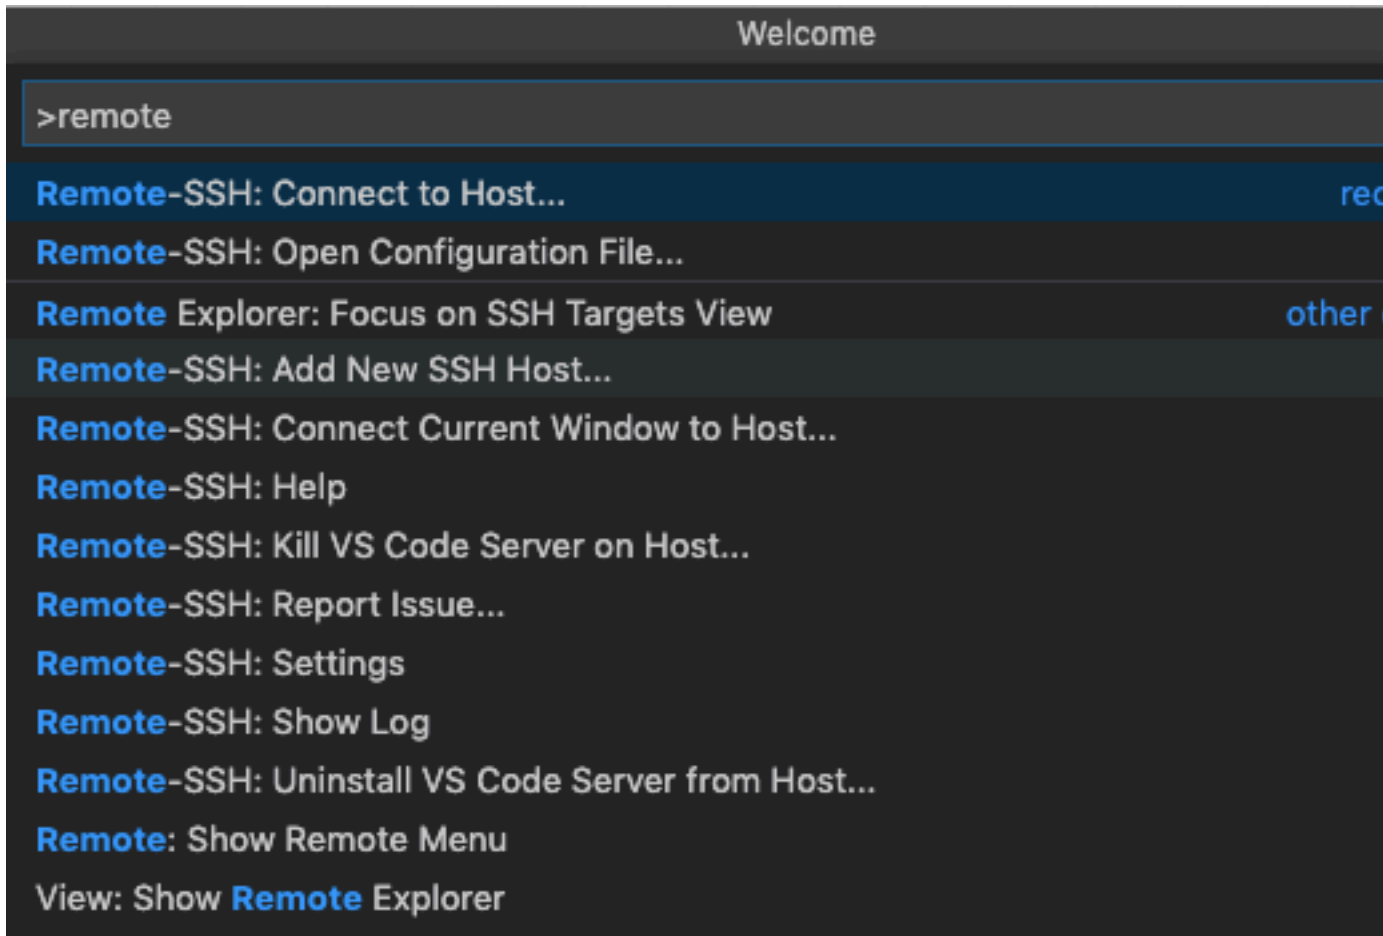 Welcome
>remote
Remote-SSH: Connect to Host...
Remote-SSH: Open Configuration File...
Remote Explorer: Focus on SSH Targets View other
Remote-SSH: Add New SSH Host...
Remote-SSH: Connect Current Window to Host...
Remote-SSH: Help
Remote-SSH: Kill VS Code Server on Host...
Remote-SSH: Report Issue...
Remote-SSH: Settings
Remote-SSH: Show Log
Remote-SSH: Uninstall VS Code Server from Host...
Remote: Show Remote Menu
View: Show Remote Explorer